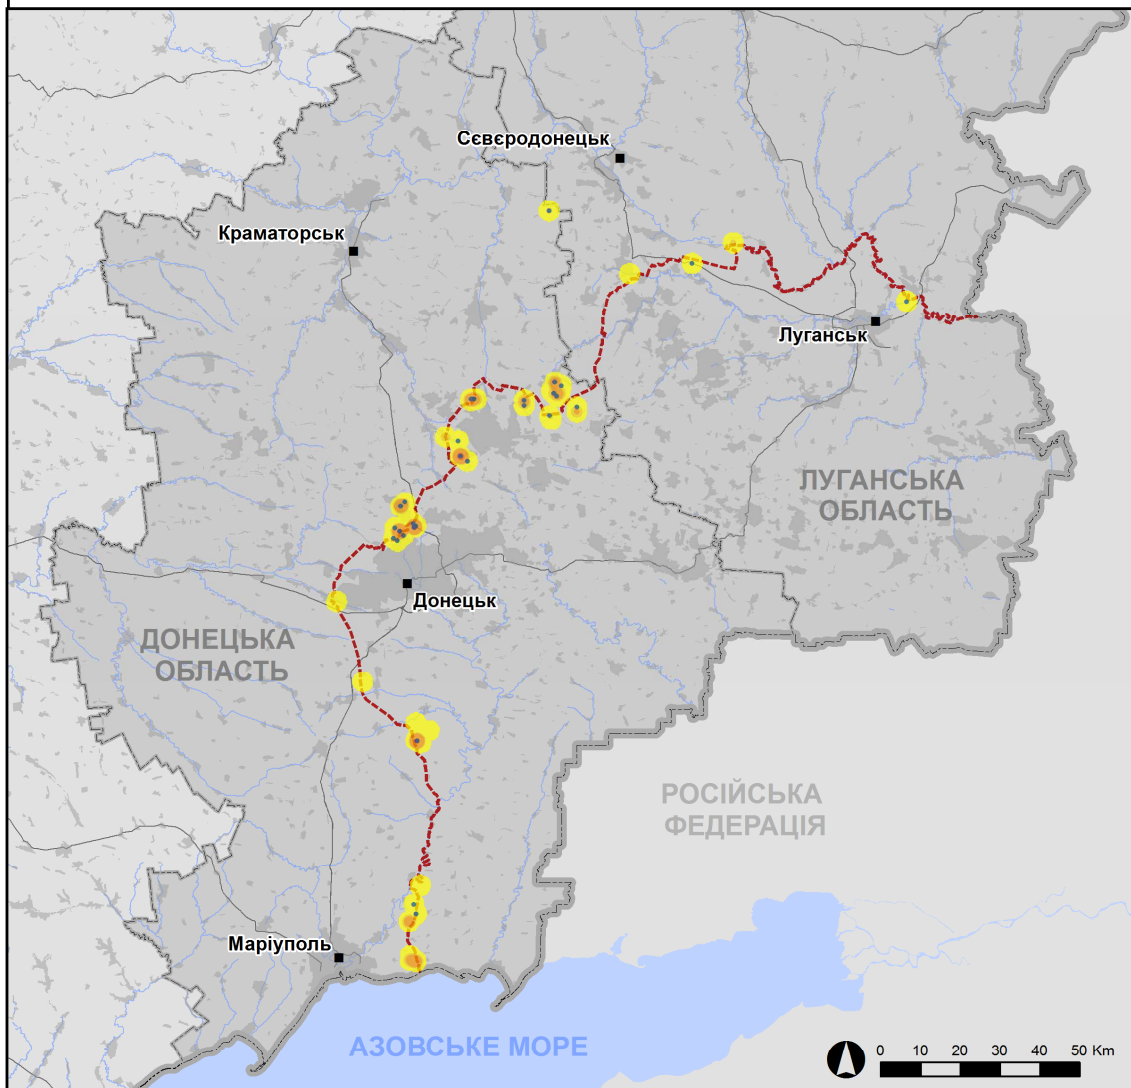 Сєвєродонецьк
Краматорськ
Луганськ
ЛУГАНСЬКА
ОБЛАСТЬ
Донецьк
ДОНЕЦЬКА
ОБЛАСТЬ
РОСІЙСЬКА
ФЕДЕРАЦІЯ
Маріуполь
АЗОВСЬКЕ МОРЕ
0 10 20 30 40 50 Km